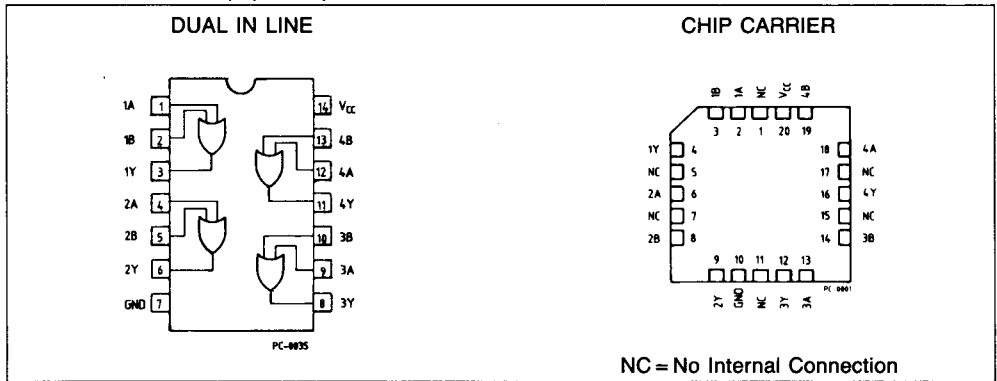 DUAL IN LINE
1A 1
1B 2
1Y 3
2A 4
2B 5
2Y 6
GND 7
14 VCC
13 4B
12 4A
11 4Y
10 3B
9 3A
8 3Y
PC-0035
CHIP CARRIER
1B 1A NC VCC 4B
3 2 1 20 19
1Y 4
NC 5
2A 6
NC 7
2B 8
18 4A
17 NC
16 4Y
15 NC
14 3B
9 10 11 12 13
2Y GND NC 3Y 3A
PC-0001
NC = No Internal Connection